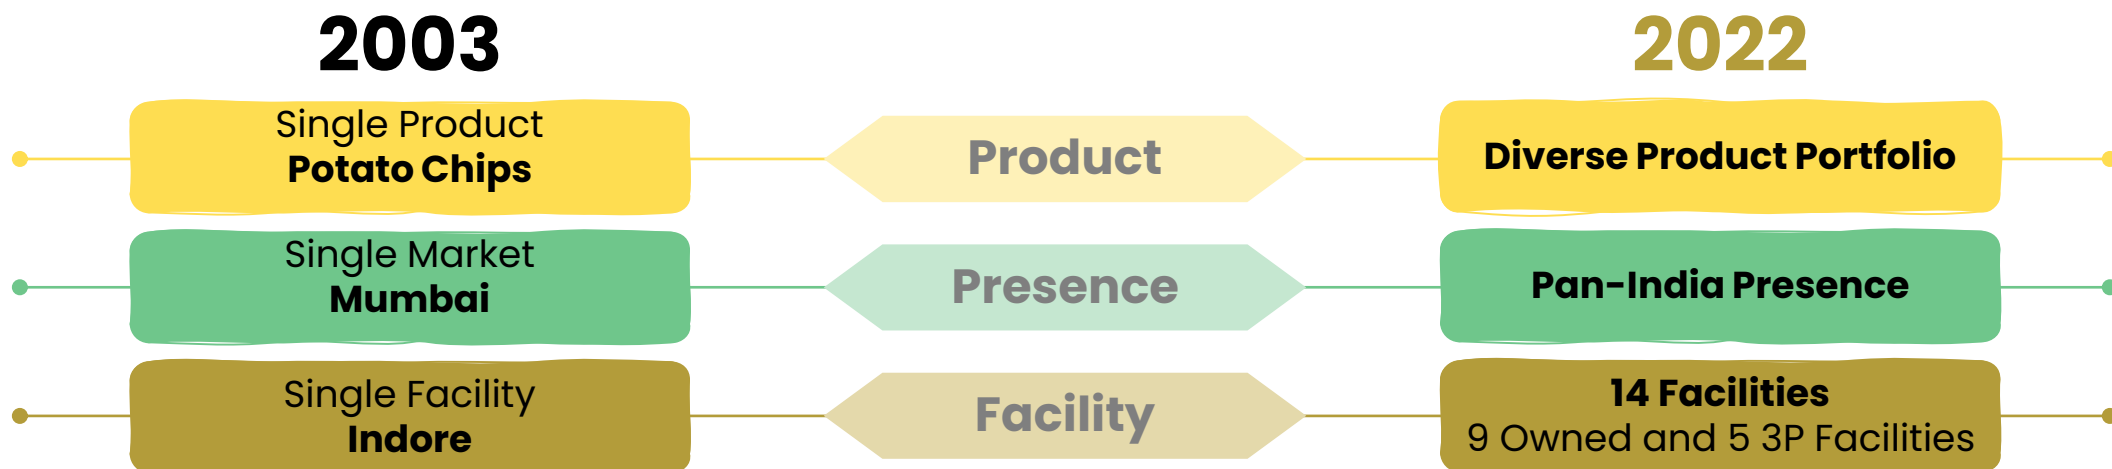 2003
2022
Single Product
Potato Chips
Product
Diverse Product Portfolio
Single Market
Mumbai
Presence
Pan-India Presence
Single Facility
Indore
Facility
14 Facilities
9 Owned and 5 3P Facilities